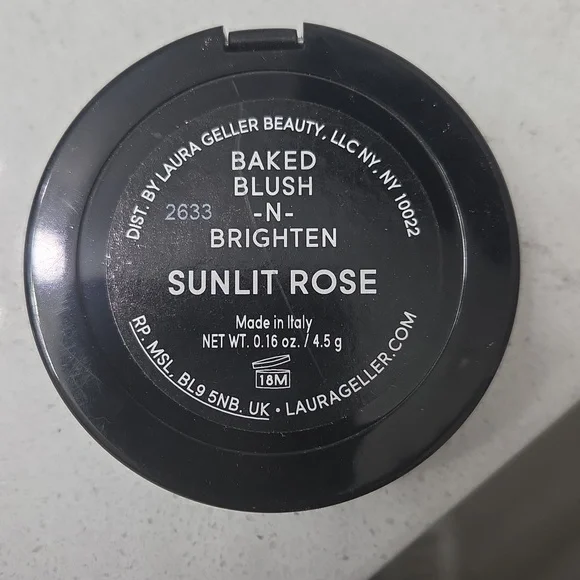 DIST. BY LAURA GELLER BEAUTY, LLC NY, NY 10022
BAKED
BLUSH
2633
-N-
BRIGHTEN
SUNLIT ROSE
Made in Italy
NET WT. 0.16 oz. / 4.5 g
18M
RP. MSL, BL9 5NB. UK • LAURAGELLER.COM